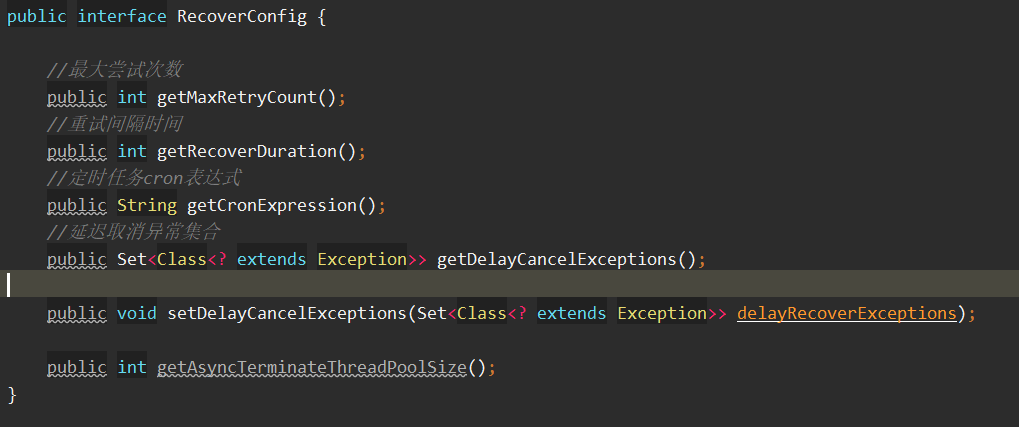 public interface RecoverConfig {
//最大尝试次数
public int getMaxRetryCount();
//重试间隔时间
public int getRecoverDuration();
//定时任务cron表达式
public String getCronExpression();
//延迟取消异常集合
public Set<Class<? extends Exception>> getDelayCancelExceptions();
public void setDelayCancelExceptions(Set<Class<? extends Exception>> delayRecoverExceptions);
public int getAsyncTerminateThreadPoolSize();
}